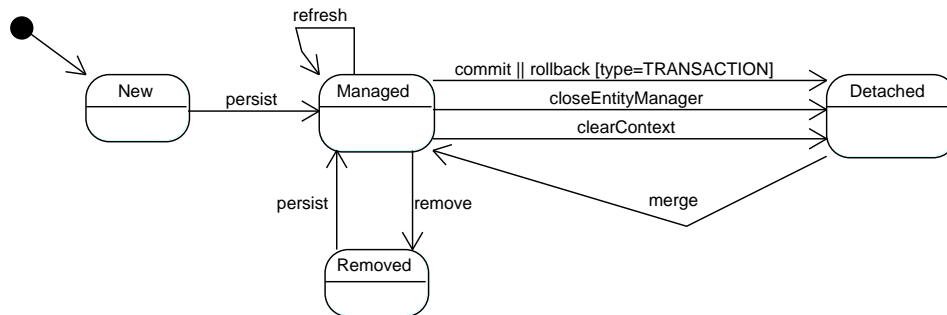 refresh
commit || rollback [type=TRANSACTION]
New
Managed
Detached
persist
closeEntityManager
clearContext
persist
remove
merge
Removed